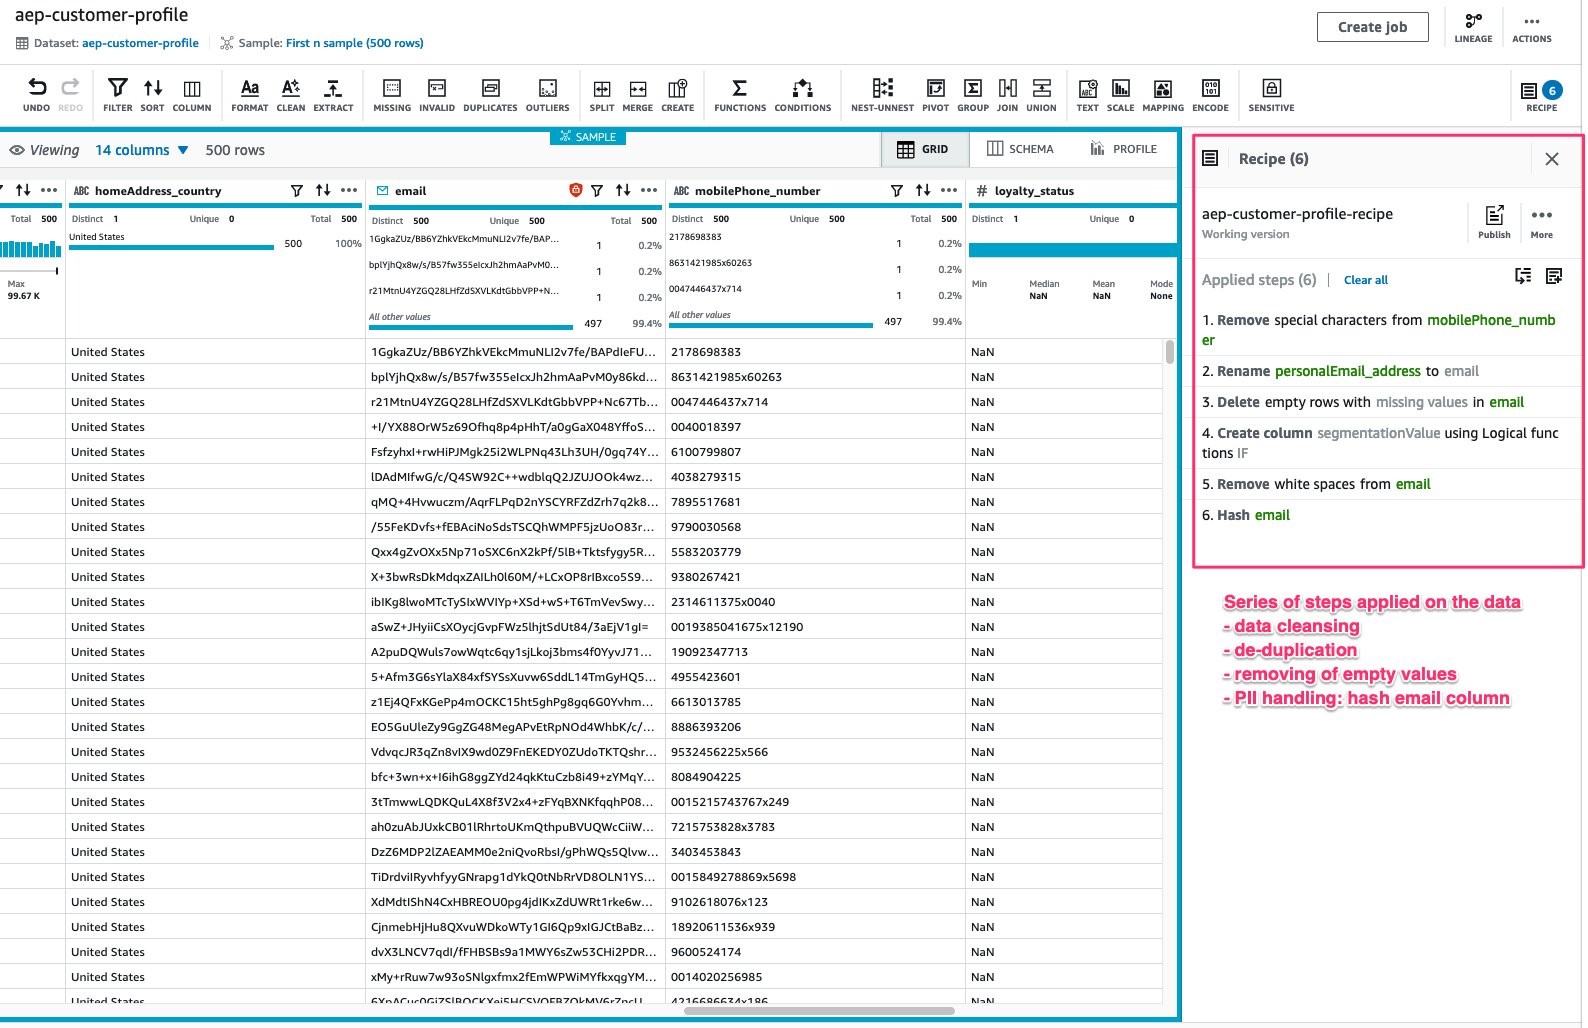 aep-customer-profile
Dataset: aep-customer-profile
Sample: First n sample (500 rows)
Create job
LINEAGE
ACTIONS
UNDO REDO FILTER SORT COLUMN FORMAT CLEAN EXTRACT MISSING INVALID DUPLICATES OUTLIERS SPLIT MERGE CREATE FUNCTIONS CONDITIONS NEST-UNNEST PIVOT GROUP JOIN UNION TEXT SCALE MAPPING ENCODE SENSITIVE
6
RECIPE
SAMPLE
Viewing 14 columns 500 rows
GRID SCHEMA PROFILE
ABC homeAddress_country email ABC mobilePhone_number # loyalty_status
Total 500 Distinct 1 Unique 0 Total 500 Distinct 500 Unique 500 Total 500 Distinct 500 Unique 500 Total 500 Distinct 1 Unique 0
United States 500 100%
1GgkaZUz/BB6YZhkVEkcMmuNLI2v7fe/BAP... 1 0.2%
2178698383 1 0.2%
bplYjhQx8w/s/B57fw355eIcxJh2hmAaPvM0... 1 0.2%
8631421985x60263 1 0.2%
r21MtnU4YZGQ28LHfZdSXVLKdtGbbVPP+N... 1 0.2%
0047446437x714 1 0.2%
All other values 497 99.4%
All other values 497 99.4%
Max
99.67 K
Min Median Mean Mode
NaN NaN None
United States 1GgkaZUz/BB6YZhkVEkcMmuNLI2v7fe/BAPdIeFU... 2178698383 NaN
United States bplYjhQx8w/s/B57fw355eIcxJh2hmAaPvM0y86kd... 8631421985x60263 NaN
United States r21MtnU4YZGQ28LHfZdSXVLKdtGbbVPP+Nc67Tb... 0047446437x714 NaN
United States +I/YX88OrW5z69Ofhq8p4pHhT/a0gGaX048YffoS... 0040018397 NaN
United States FsfzyhxI+rwHiPJMgk25i2WLPNq43Lh3UH/0gq74Y... 6100799807 NaN
United States IDAdMIfwG/c/Q4SW92C++wdblqQ2JZUJOOk4wz... 4038279315 NaN
United States qMQ+4Hvwuczm/AqrFLPqD2nYSCYRFZdZrh7q2k8... 7895517681 NaN
United States /55FeKDvfs+fEBAciNoSdsTSCQhWMPF5jzUoO83r... 9790030568 NaN
United States Qxx4gZvOXx5Np71oSXC6nX2kPf/5lB+Tktsfygy5R... 5583203779 NaN
United States X+3bwRsDkMdqxZAILh0l60M/+LCxOP8rIBxco5S9... 9380267421 NaN
United States ibIKg8lwoMTcTySIxWVIYp+XSd+wS+T6TmVevSwy... 2314611375x0040 NaN
United States aSwZ+JHyiiCsXOycjGvpFWz5lhjtSdUt84/3aEjV1gI= 0019385041675x12190 NaN
United States A2puDQWuls7owWqtc6qy1sjLkoj3bms4f0YyvJ71... 19092347713 NaN
United States 5+Afm3G6sYlaX84xfSYSsXuvw6SddL14TmGyHQ5... 4955423601 NaN
United States z1Ej4QFxKGePp4mOCKC15ht5ghPg8gq6G0Yvhm... 6613013785 NaN
United States EO5GuUleZy9GgZG48MegAPvEtRpNOd4WhbK/c/... 8886393206 NaN
United States VdvqcJR3qZn8vIX9wd0Z9FnEKEDY0ZUdoTKTQshr... 9532456225x566 NaN
United States bfc+3wn+x+I6ihG8ggZYd24qkKtuCzb8i49+zYMqY... 8084904225 NaN
United States 3tTmwwLQDKQuL4X8f3V2x4+zFYqBXNKfqqhP08... 0015215743767x249 NaN
United States ah0zuAbJUxkCB01lRhrtoUKmQthpuBVUQWcCiiW... 7215753828x3783 NaN
United States DzZ6MDP2lZAEAMM0e2niQvoRbsI/gPhWQs5Qlvw... 3403453843 NaN
United States TiDrdviIRyvhfyyGNrapg1dYkQ0tNbRrVD8OLN1YS... 0015849278869x5698 NaN
United States XdMdtIShN4CxHBREOU0pg4jdIKxZdUWRt1rke6w... 9102618076x123 NaN
United States CjnmebHjHu8QXvuWDkoWTy1GI6Qp9xIGJCtBaBz... 18920611536x939 NaN
United States dvX3LNCV7qdI/fFHBSBs9a1MWY6sZw53CHi2PDR... 9600524174 NaN
United States xMy+rRuw7w93oSNlgxfmx2fEmWPWiMYfkxqgYM... 0014020256985 NaN
United States 4216686634x186 NaN
Recipe (6)
aep-customer-profile-recipe
Working version
Publish
More
Applied steps (6) | Clear all
1. Remove special characters from mobilePhone_numb
er
2. Rename personalEmail_address to email
3. Delete empty rows with missing values in email
4. Create column segmentationValue using Logical func
tions IF
5. Remove white spaces from email
6. Hash email
Series of steps applied on the data
- data cleansing
- de-duplication
- removing of empty values
- PII handling: hash email column